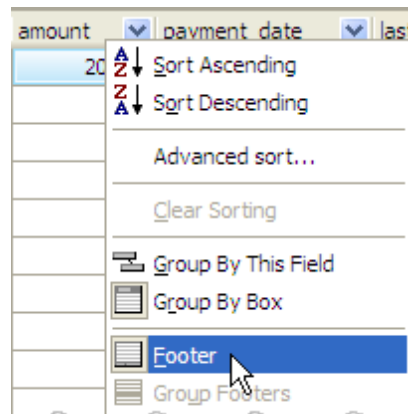 amount payment_date las
20
Sort Ascending
Sort Descending
Advanced sort...
Clear Sorting
Group By This Field
Group By Box
Footer
Group Footers